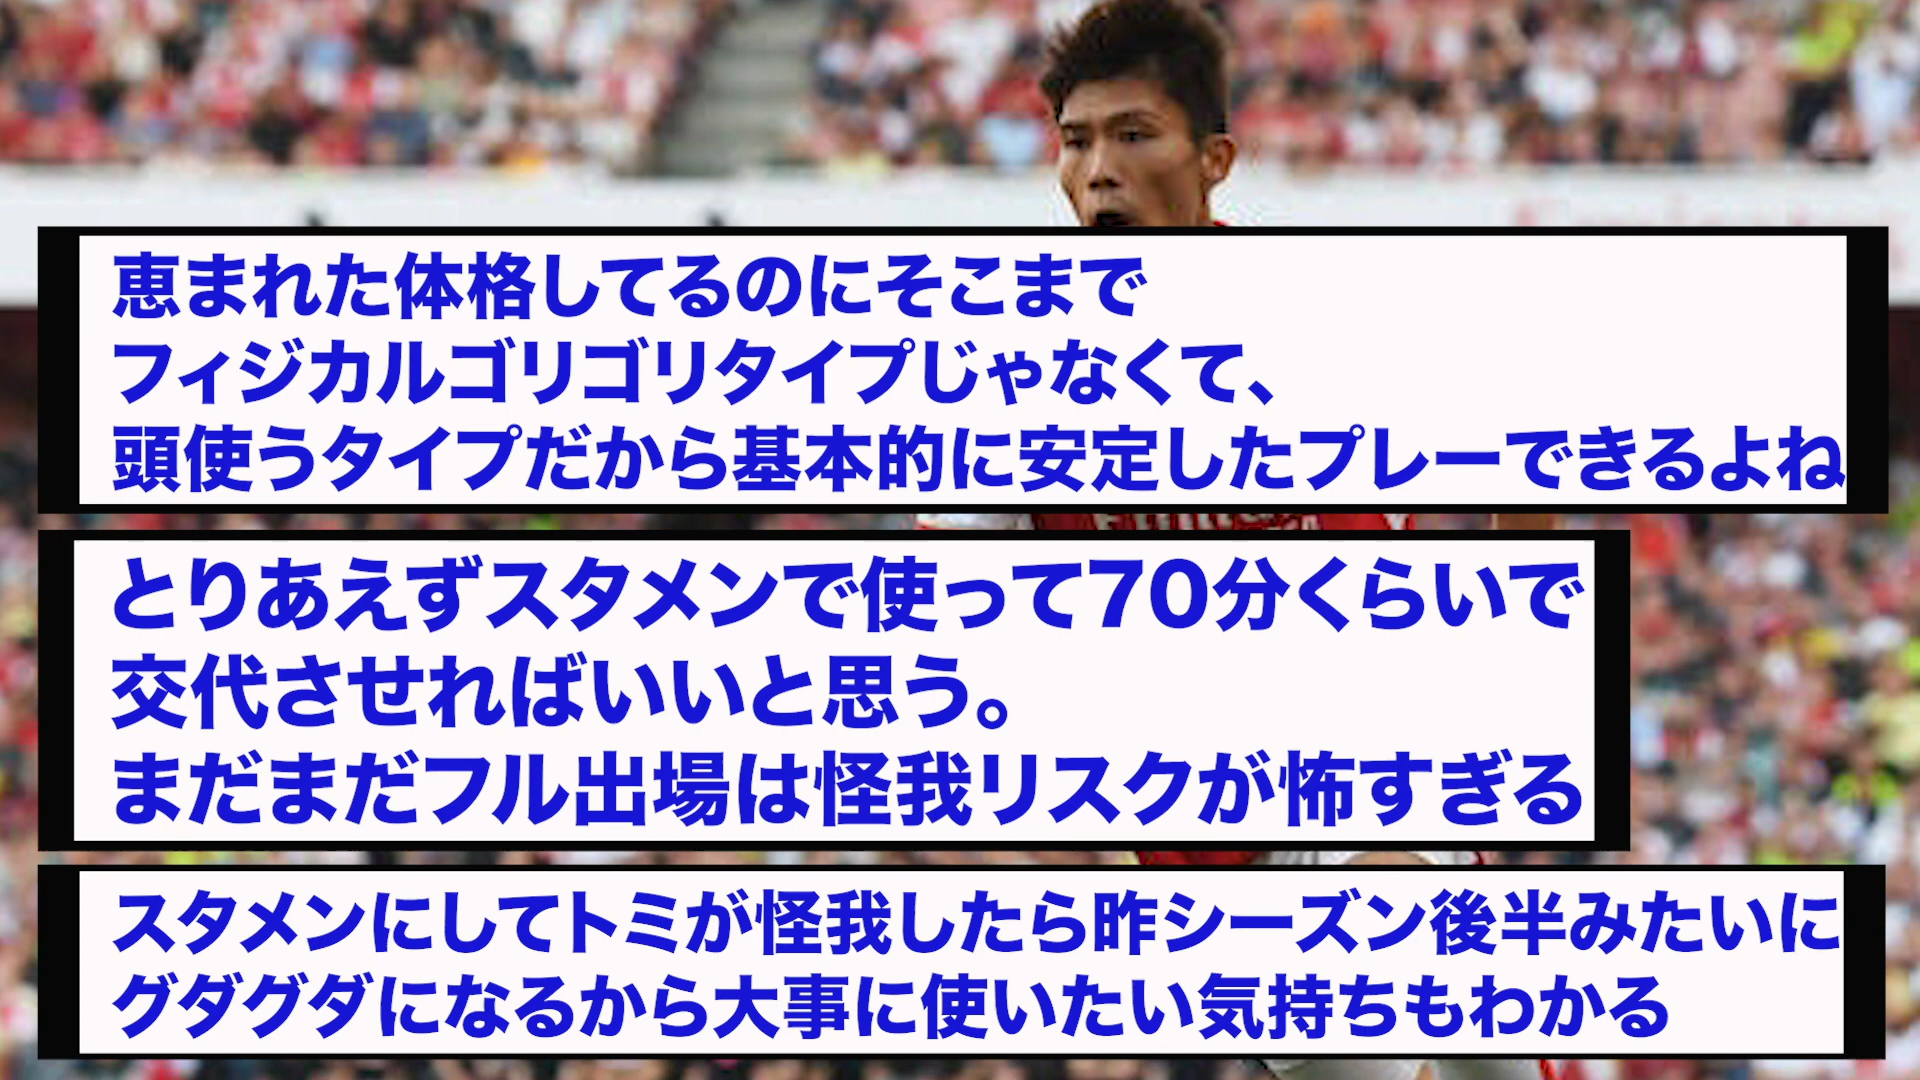 恵まれた体格してるのにそこまで
フィジカルゴリゴリタイプじゃなくて、
頭使うタイプだから基本的に安定したプレーできるよね
とりあえずスタメンで使って70分くらいで
交代させればいいと思う。
まだまだフル出場は怪我リスクが怖すぎる
スタメンにしてトミが怪我したら昨シーズン後半みたいに
グダグダになるから大事に使いたい気持ちもわかる